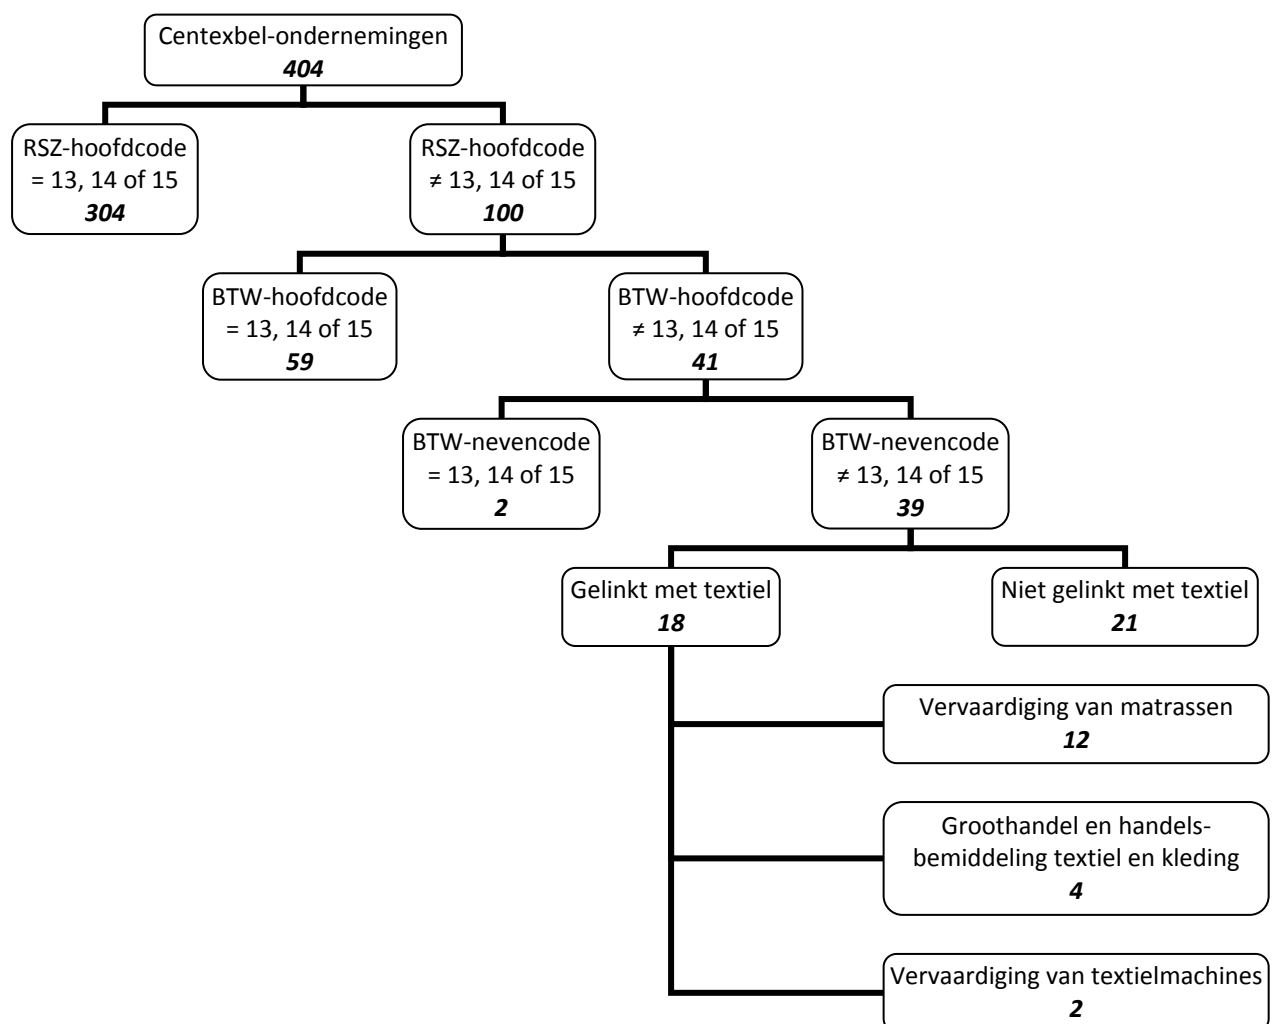 Centexbel-ondernemingen
404
RSZ-hoofdcode
= 13, 14 of 15
304
RSZ-hoofdcode
≠ 13, 14 of 15
100
BTW-hoofdcode
= 13, 14 of 15
59
BTW-hoofdcode
≠ 13, 14 of 15
41
BTW-nevencode
= 13, 14 of 15
2
BTW-nevencode
≠ 13, 14 of 15
39
Gelinkt met textiel
18
Niet gelinkt met textiel
21
Vervaardiging van matrassen
12
Groothandel en handels-
bemiddeling textiel en kleding
4
Vervaardiging van textielmachines
2